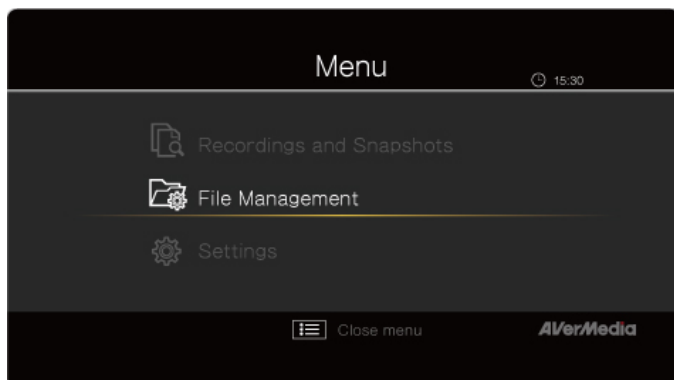 Menu
15:30
Recordings and Snapshots
File Management
Settings
Close menu
AVerMedia